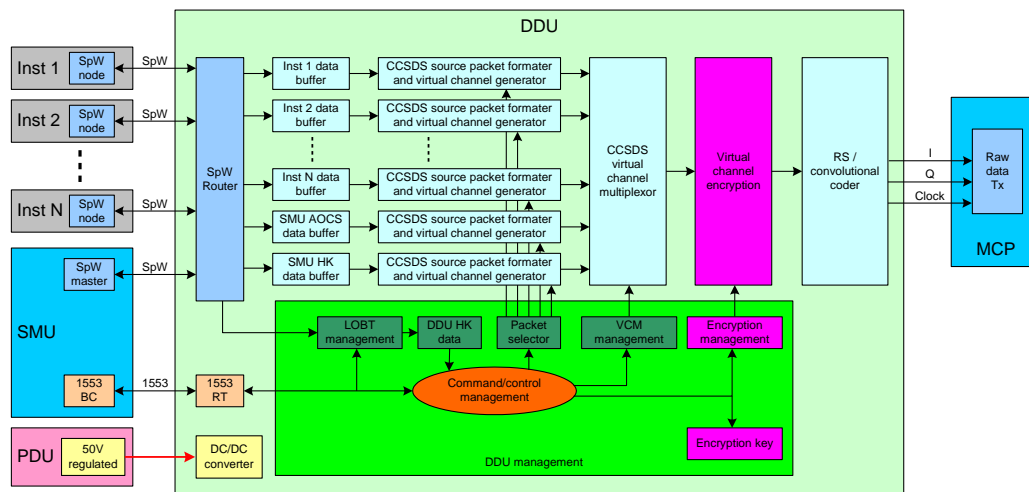 DDU
Inst 1
SpW
node
SpW
Inst 1 data
buffer
CCSDS source packet formater
and virtual channel generator
Inst 2
SpW
node
SpW
Inst 2 data
buffer
CCSDS source packet formater
and virtual channel generator
SpW
Router
CCSDS
virtual
channel
multiplexor
Virtual
channel
encryption
RS /
convolutional
coder
I
Q
Clock
Raw
data
Tx
MCP
Inst N
SpW
node
SpW
Inst N data
buffer
CCSDS source packet formater
and virtual channel generator
SMU AOCS
data buffer
CCSDS source packet formater
and virtual channel generator
SMU
SpW
master
SpW
SMU HK
data buffer
CCSDS source packet formater
and virtual channel generator
LOBT
management
DDU HK
data
Packet
selector
VCM
management
Encryption
management
1553
BC
1553
1553
RT
Command/control
management
PDU
50V
regulated
DC/DC
converter
Encryption key
DDU management